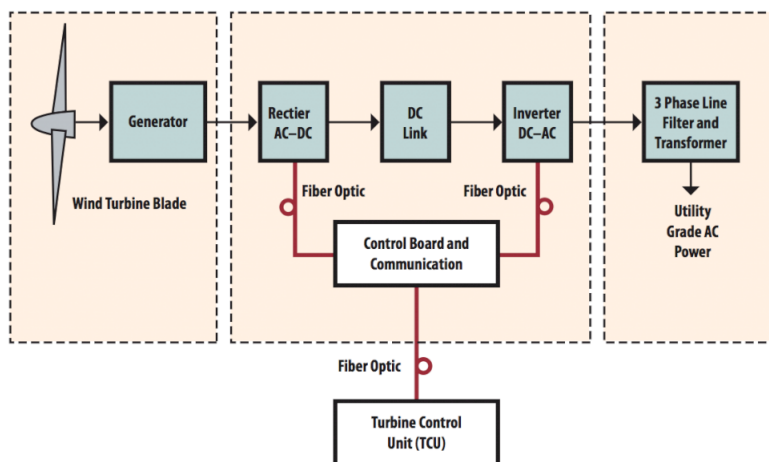 Generator
Rectier
AC–DC
DC
Link
Inverter
DC–AC
3 Phase Line
Filter and
Transformer
Wind Turbine Blade
Fiber Optic
Fiber Optic
Utility
Grade AC
Power
Control Board and
Communication
Fiber Optic
Turbine Control
Unit (TCU)